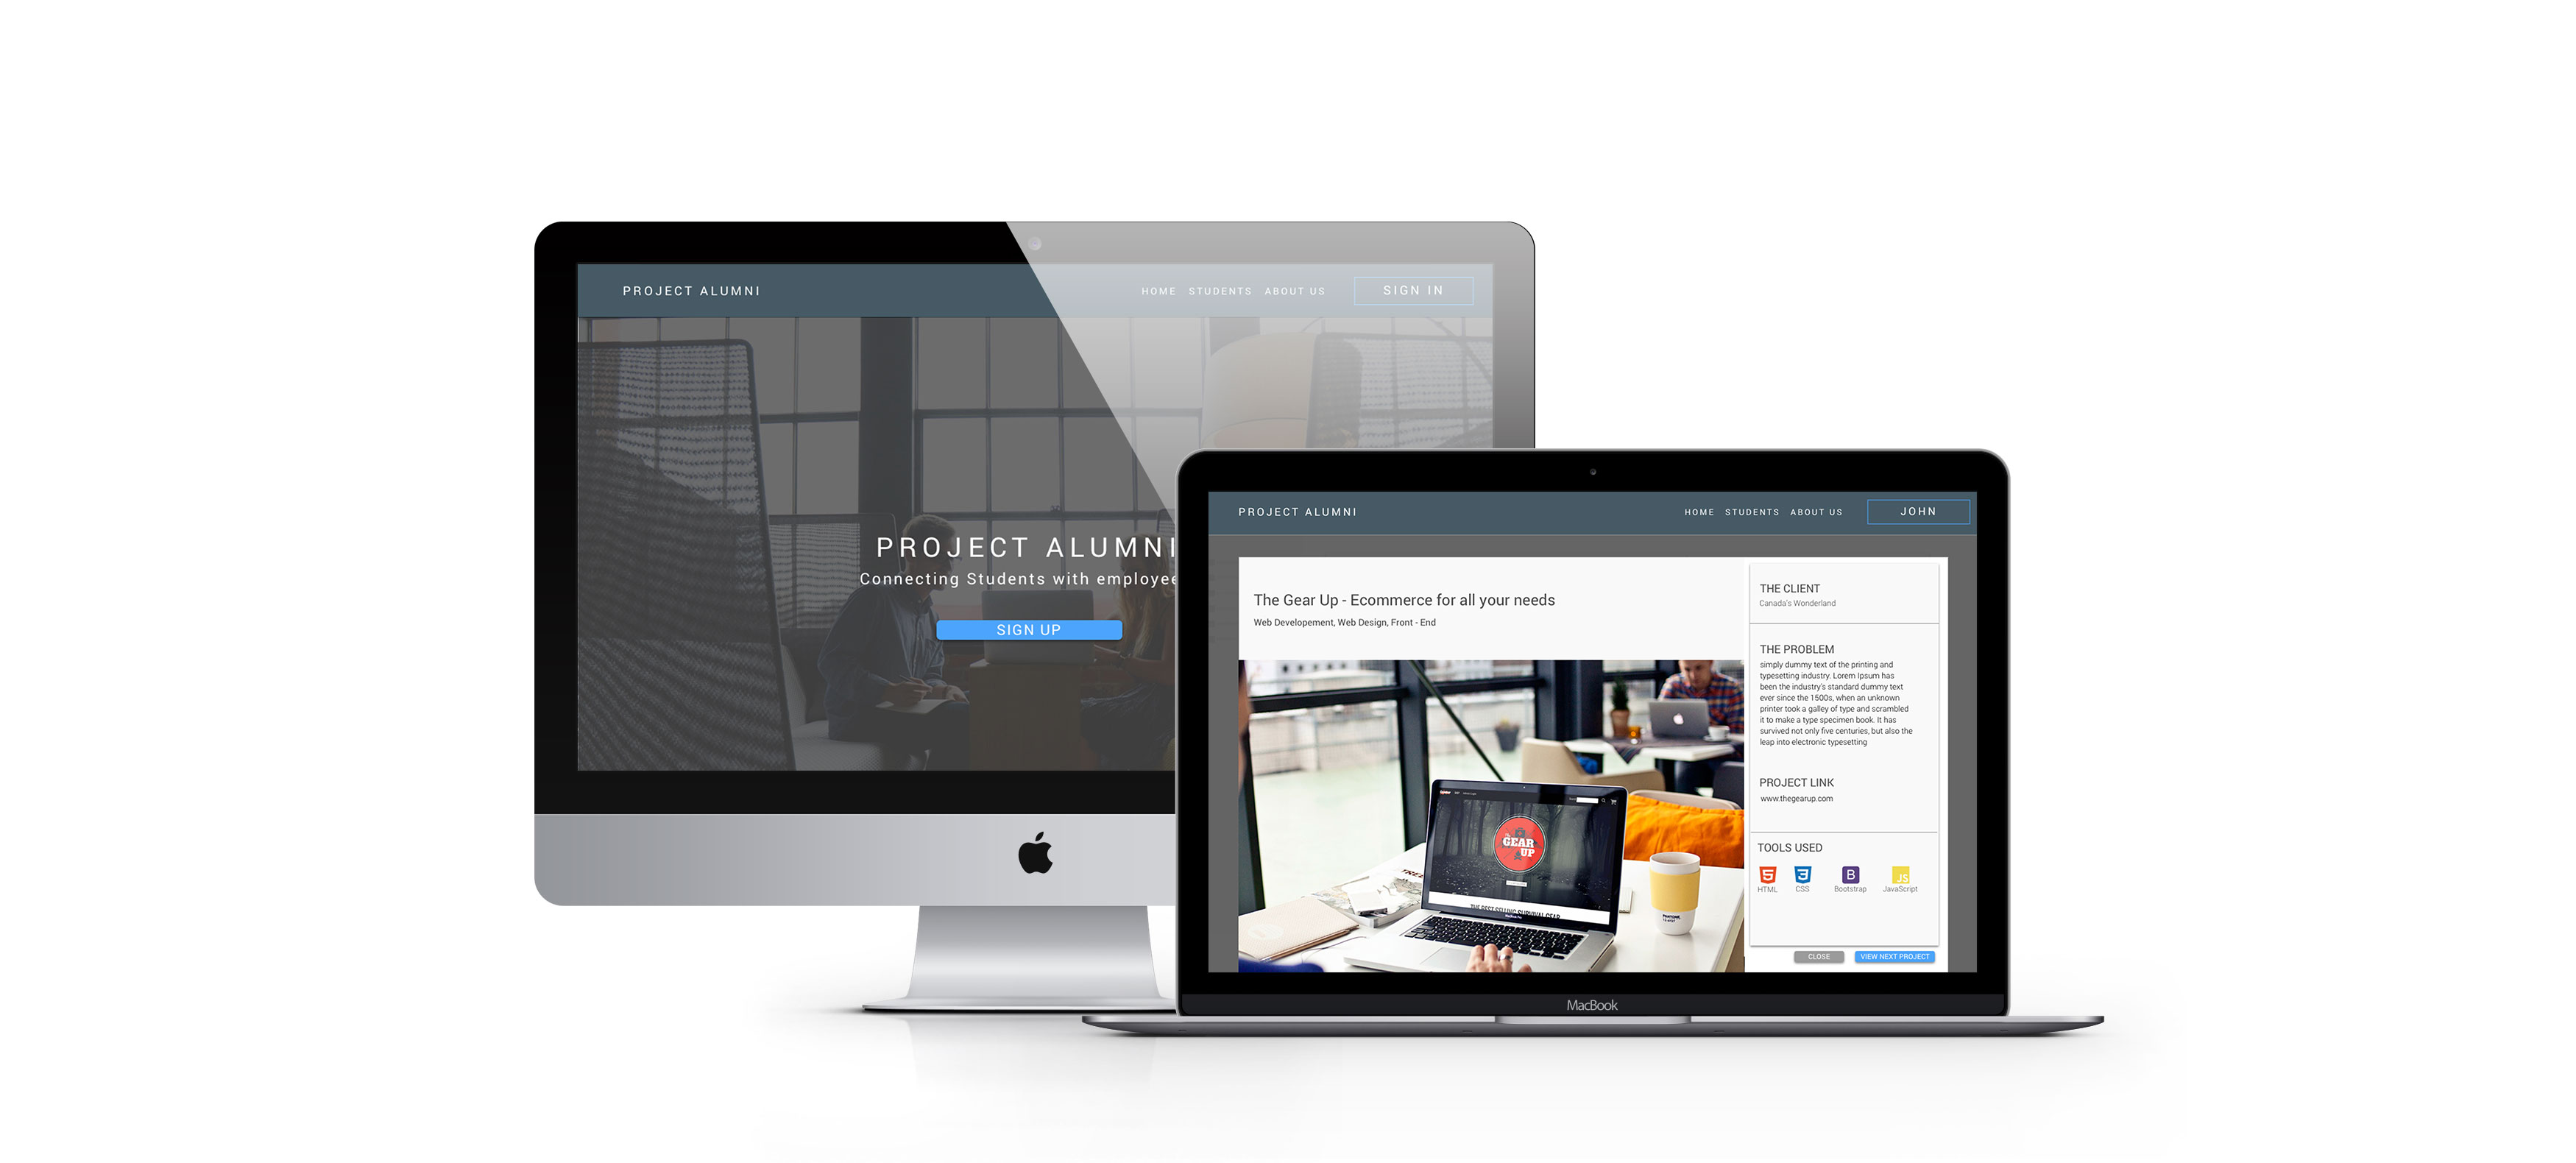 PROJECT ALUMNI
HOME STUDENTS ABOUT US SIGN IN
PROJECT ALUMNI
Connecting Students with employee
SIGN UP
PROJECT ALUMNI
HOME STUDENTS ABOUT US JOHN
The Gear Up - Ecommerce for all your needs
Web Developement, Web Design, Front - End
GEAR
UP
THE BEST SELLING SURVIVAL GEAR
THE CLIENT
Canada's Wonderland
THE PROBLEM
simply dummy text of the printing and
typesetting industry. Lorem Ipsum has
been the industry's standard dummy text
ever since the 1500s, when an unknown
printer took a galley of type and scrambled
it to make a type specimen book. It has
survived not only five centuries, but also the
leap into electronic typesetting
PROJECT LINK
www.thegearup.com
TOOLS USED
HTML CSS Bootstrap JavaScript
CLOSE VIEW NEXT PROJECT
MacBook